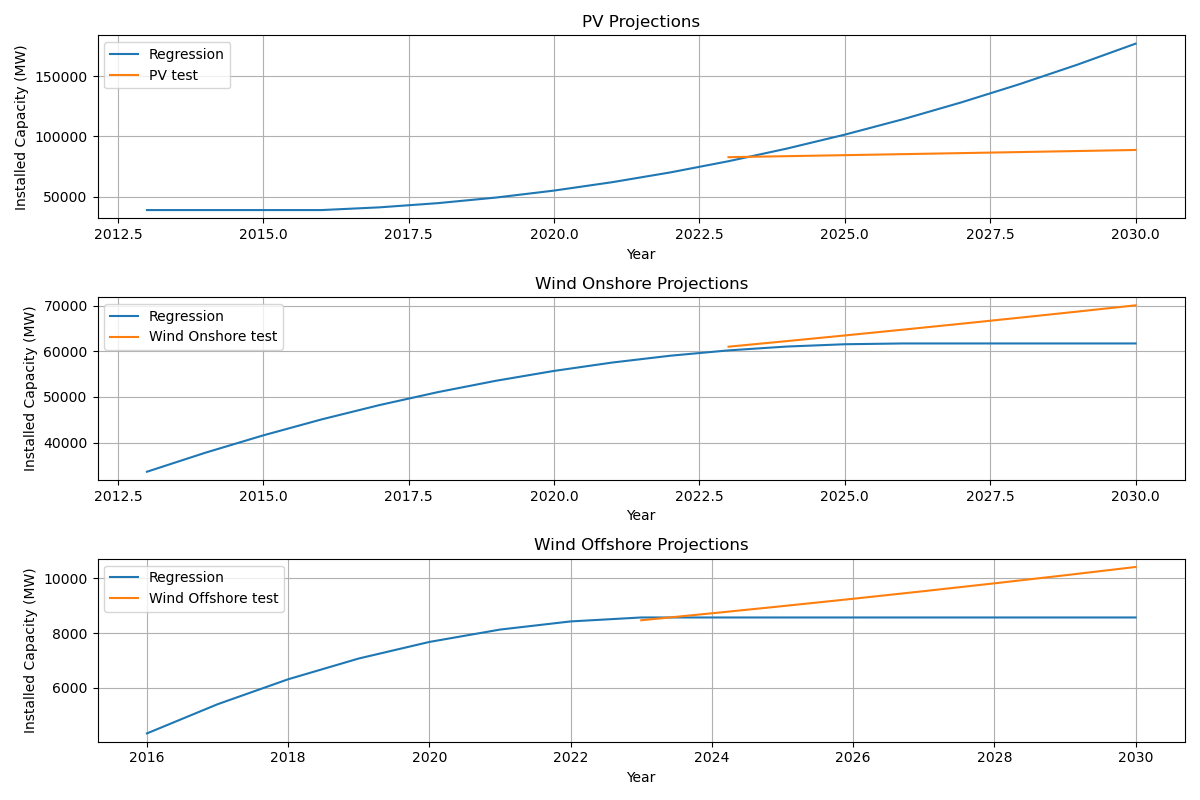 PV Projections
Installed Capacity (MW)
Regression
PV test
150000
100000
50000
2012.5 2015.0 2017.5 2020.0 2022.5 2025.0 2027.5 2030.0
Year
Wind Onshore Projections
Installed Capacity (MW)
Regression
Wind Onshore test
70000
60000
50000
40000
2012.5 2015.0 2017.5 2020.0 2022.5 2025.0 2027.5 2030.0
Year
Wind Offshore Projections
Installed Capacity (MW)
Regression
Wind Offshore test
10000
8000
6000
2016 2018 2020 2022 2024 2026 2028 2030
Year